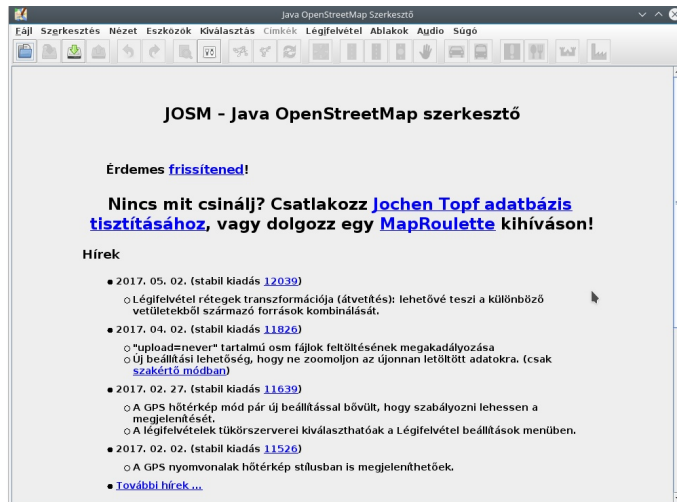 Java OpenStreetMap Szerkesztő
Fájl Szerkesztés Nézet Eszközök Kiválasztás Címkék Légifelvétel Ablakok Audio Súgó
JOSM – Java OpenStreetMap szerkesztő
Érdemes frissítened!
Nincs mit csinálj? Csatlakozz Jochen Topf adatbázis
tisztításához, vagy dolgozz egy MapRoulette kihíváson!
Hírek
2017. 05. 02. (stabil kiadás 12039)
Légifelvétel rétegek transzformációja (átvetítés): lehetővé teszi a különböző
vetületekből származó források kombinálását.
2017. 04. 02. (stabil kiadás 11826)
"upload=never" tartalmú osm fájlok feltöltésének megakadályozása
Új beállítási lehetőség, hogy ne zoomoljon az újonnan letöltött adatokra. (csak
szakértő módban)
2017. 02. 27. (stabil kiadás 11639)
A GPS hőtérkép mód pár új beállítással bővült, hogy szabályozni lehessen a
megjelenítését.
A légifelvételek tükörszerverei kiválaszthatóak a Légifelvétel beállítások menüben.
2017. 02. 02. (stabil kiadás 11526)
A GPS nyomvonalak hőtérkép stílusban is megjeleníthetőek.
További hírek ...